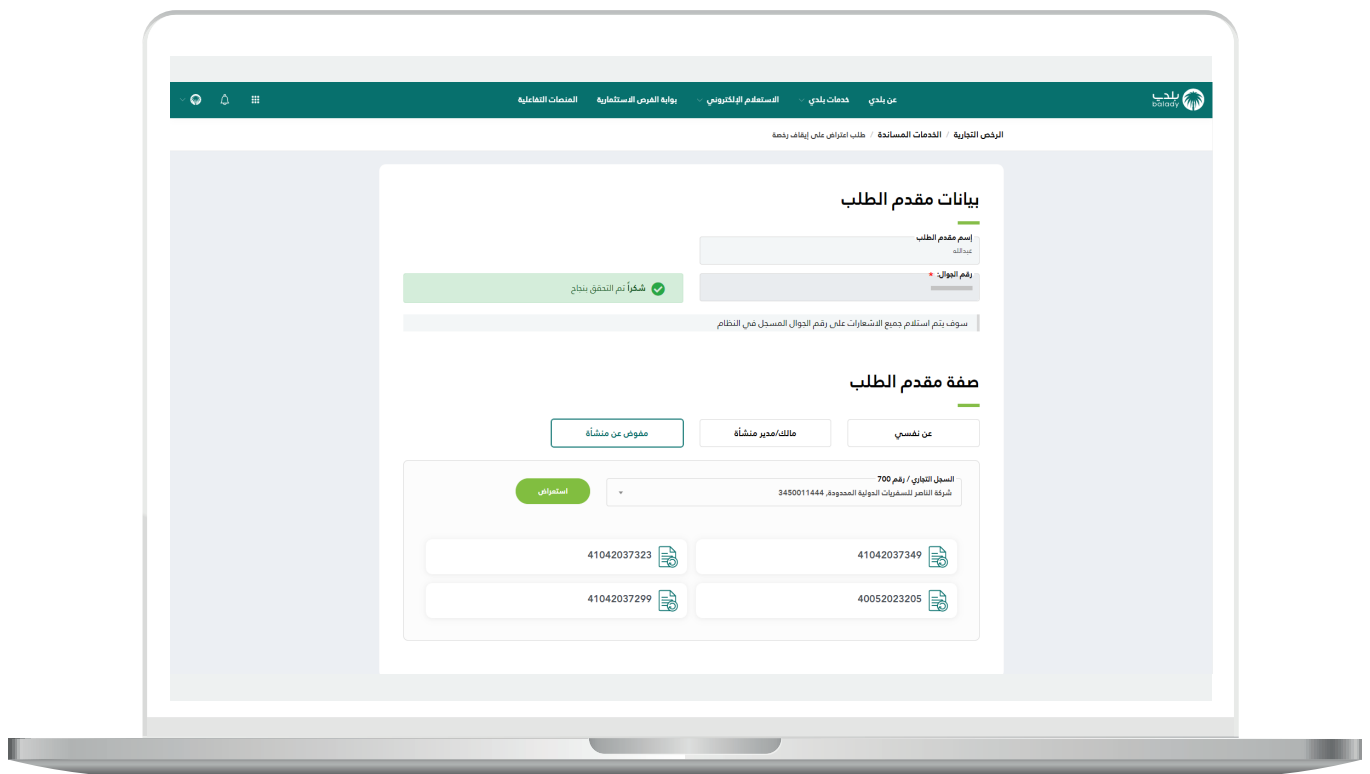 بلدي
balady
عن بلدي خدمات بلدي الاستعلام الإلكتروني بوابة الفرص الاستثمارية المنصات التفاعلية
الرخص التجارية / الخدمات المساندة / طلب اعتراض على إيقاف رخصة
بيانات مقدم الطلب
إسم مقدم الطلب
عبدالله
رقم الجوال: *
شكراً تم التحقق بنجاح
سوف يتم استلام جميع الاشعارات على رقم الجوال المسجل في النظام
صفة مقدم الطلب
عن نفسي مالك/مدير منشأة مفوض عن منشأة
السجل التجاري / رقم 700
شركة الناصر للسفريات الدولية المحدودة, 3450011444
استعراض
41042037349 41042037323
40052023205 41042037299